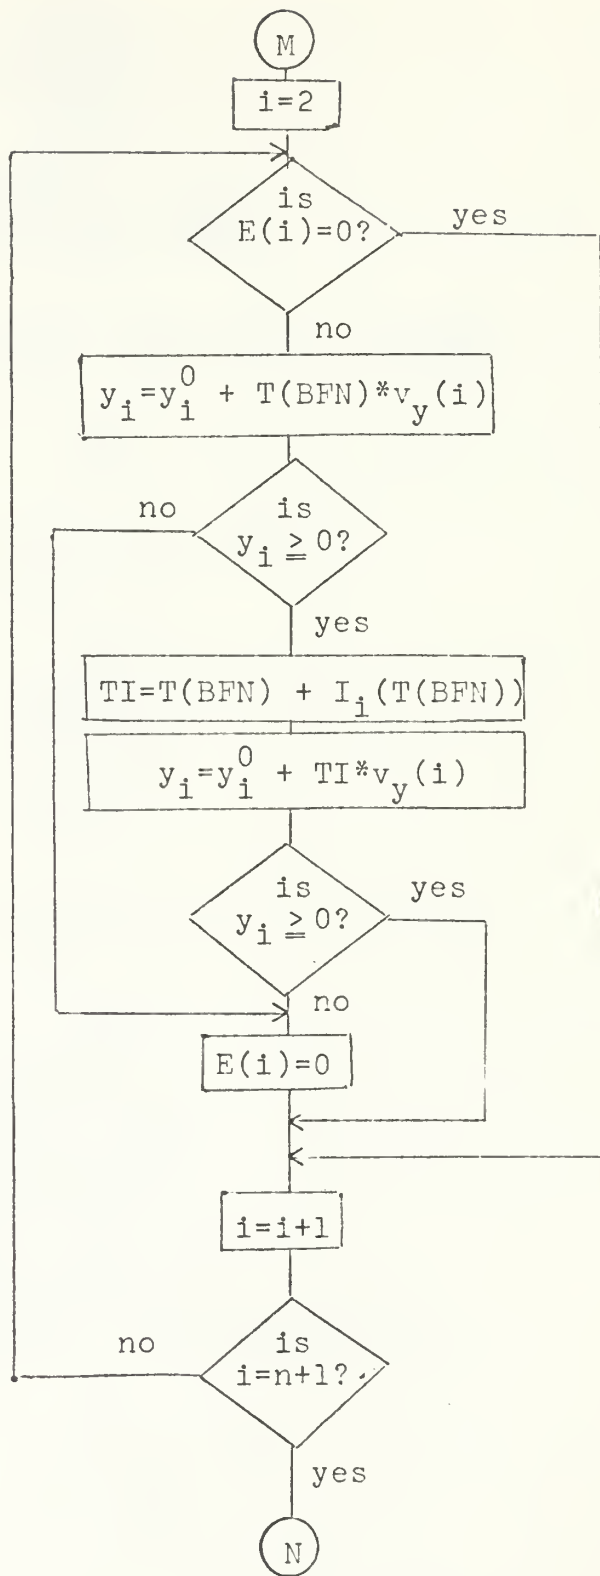 M
i=2
is
E(i)=0?
yes
no
y_i=y_i^0 + T(BFN)*v_y(i)
no
is
y_i ≥ 0?
yes
TI=T(BFN) + I_i(T(BFN))
y_i=y_i^0 + TI*v_y(i)
is
y_i ≥ 0?
yes
no
E(i)=0
i=i+1
no
is
i=n+1?
yes
N